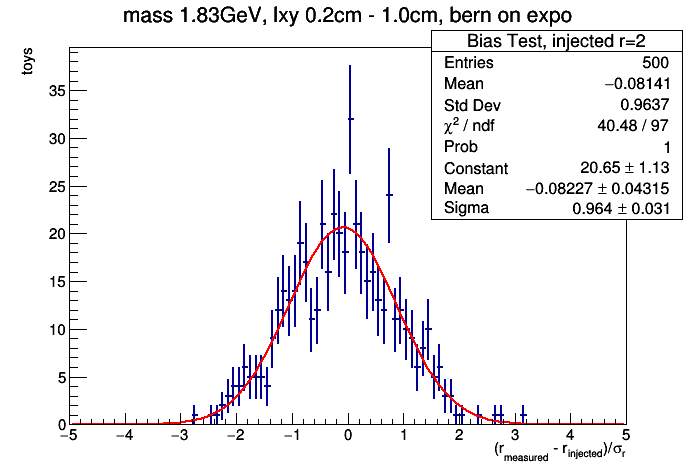 mass 1.83GeV, lxy 0.2cm - 1.0cm, bern on expo
Bias Test, injected r=2
Entries 500
Mean −0.08141
Std Dev 0.9637
χ² / ndf 40.48 / 97
Prob 1
Constant 20.65 ± 1.13
Mean −0.08227 ± 0.04315
Sigma 0.964 ± 0.031
toys
35
30
25
20
15
10
5
0
−5 −4 −3 −2 −1 0 1 2 3 4 5
(r_measured - r_injected)/σ_r